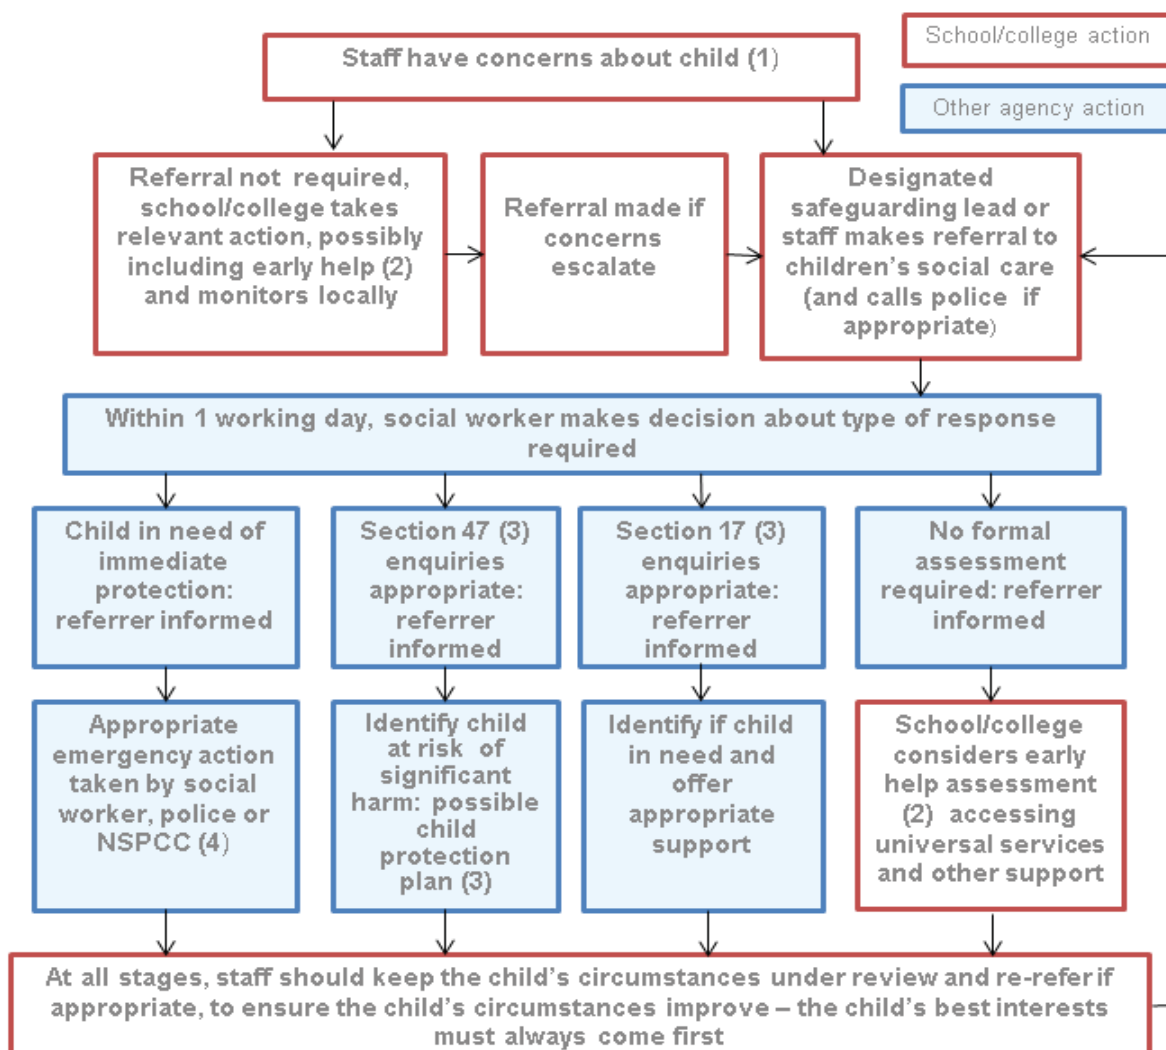 School/college action
Staff have concerns about child (1)
Other agency action
Referral not required,
school/college takes
relevant action, possibly
including early help (2)
and monitors locally
Referral made if
concerns
escalate
Designated
safeguarding lead or
staff makes referral to
children's social care
(and calls police if
appropriate)
Within 1 working day, social worker makes decision about type of response
required
Child in need of
immediate
protection:
referrer informed
Section 47 (3)
enquiries
appropriate:
referrer
informed
Section 17 (3)
enquiries
appropriate:
referrer
informed
No formal
assessment
required: referrer
informed
Appropriate
emergency action
taken by social
worker, police or
NSPCC (4)
Identify child
at risk of
significant
harm: possible
child
protection
plan (3)
Identify if child
in need and
offer
appropriate
support
School/college
considers early
help assessment
(2) accessing
universal services
and other support
At all stages, staff should keep the child's circumstances under review and re-refer if
appropriate, to ensure the child's circumstances improve – the child's best interests
must always come first